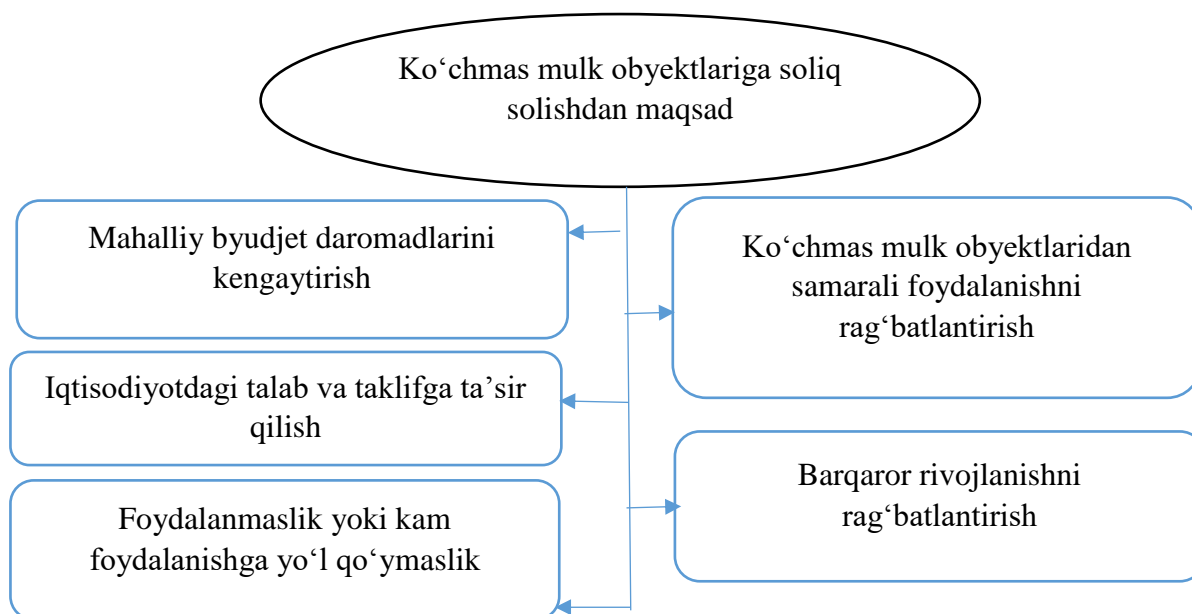 Ko‘chmas mulk obyektlariga soliq
solishdan maqsad
Mahalliy byudjet daromadlarini
kengaytirish
Ko‘chmas mulk obyektlaridan
samarali foydalanishni
rag‘batlantirish
Iqtisodiyotdagi talab va taklifga ta’sir
qilish
Barqaror rivojlanishni
rag‘batlantirish
Foydalanmaslik yoki kam
foydalanishga yo‘l qo‘ymaslik